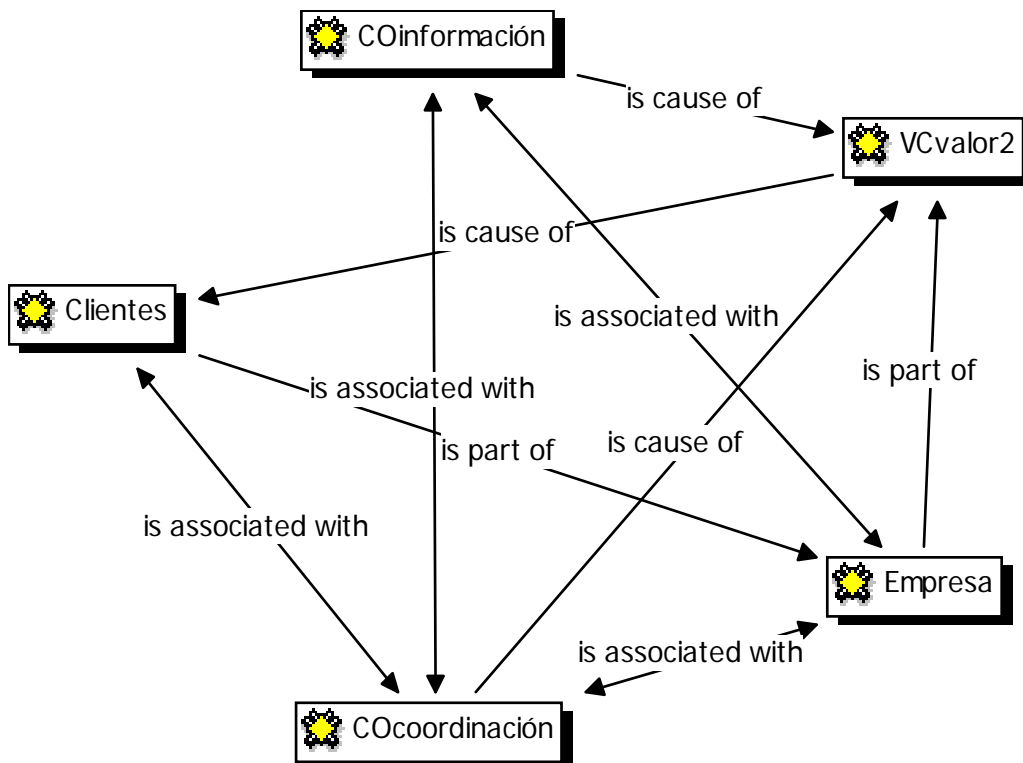 COinformación
is cause of
VCvalor2
is cause of
Clientes
is associated with
is part of
is associated with
is cause of
is part of
is associated with
Empresa
is associated with
COcoordinación